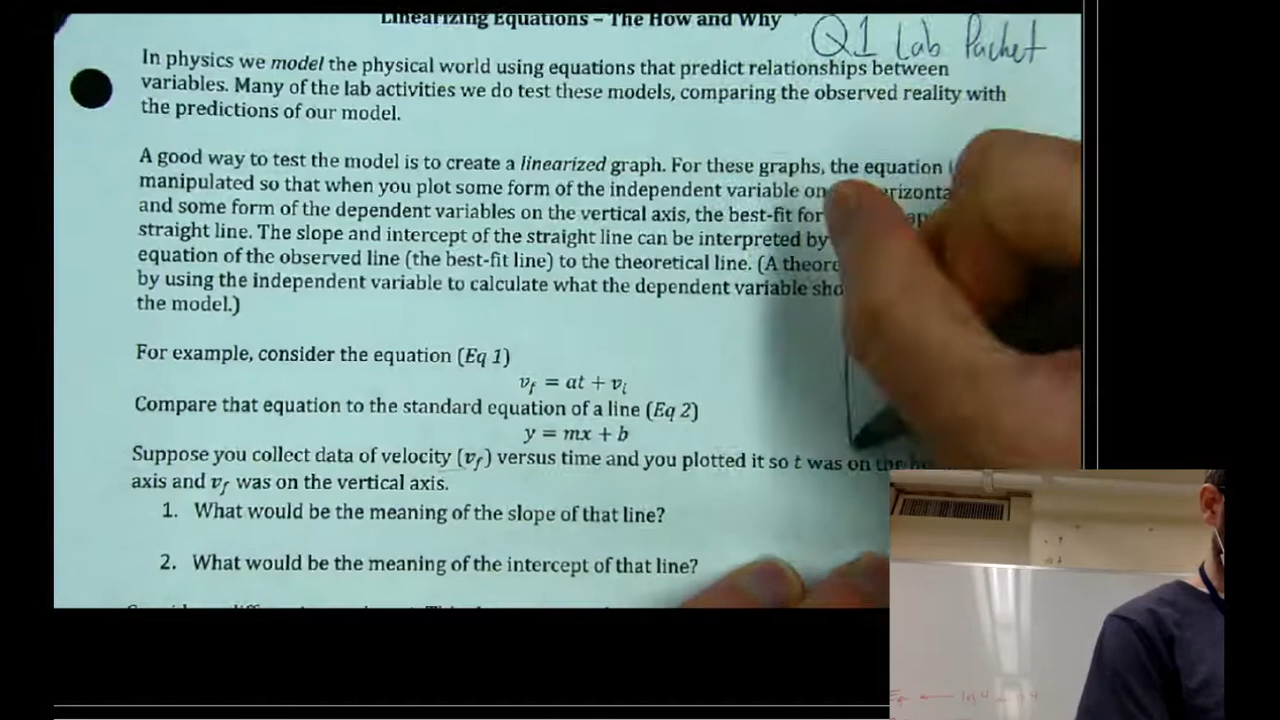 Linearizing Equations – The How and Why
Q1 Lab Packet
In physics we model the physical world using equations that predict relationships between
variables. Many of the lab activities we do test these models, comparing the observed reality with
the predictions of our model.
A good way to test the model is to create a linearized graph. For these graphs, the equation
manipulated so that when you plot some form of the independent variable on
and some form of the dependent variables on the vertical axis, the best-fit for
straight line. The slope and intercept of the straight line can be interpreted by
equation of the observed line (the best-fit line) to the theoretical line. (A
by using the independent variable to calculate what the dependent variable
the model.)
For example, consider the equation (Eq 1)
v_f = at + v_i
Compare that equation to the standard equation of a line (Eq 2)
y = mx + b
Suppose you collect data of velocity (v_f) versus time and you plotted it so t was on the
axis and v_f was on the vertical axis.
1. What would be the meaning of the slope of that line?
2. What would be the meaning of the intercept of that line?